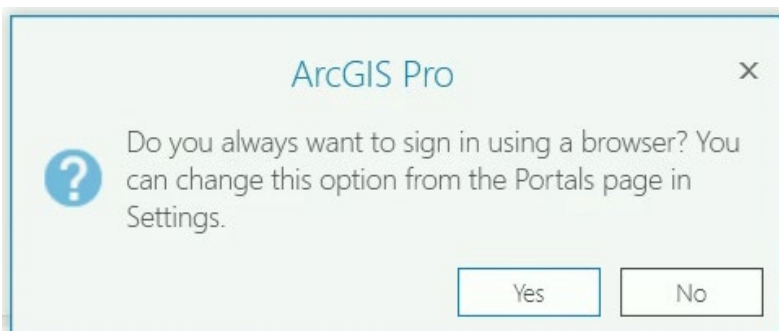 ArcGIS Pro
Do you always want to sign in using a browser? You
can change this option from the Portals page in
Settings.
Yes
No